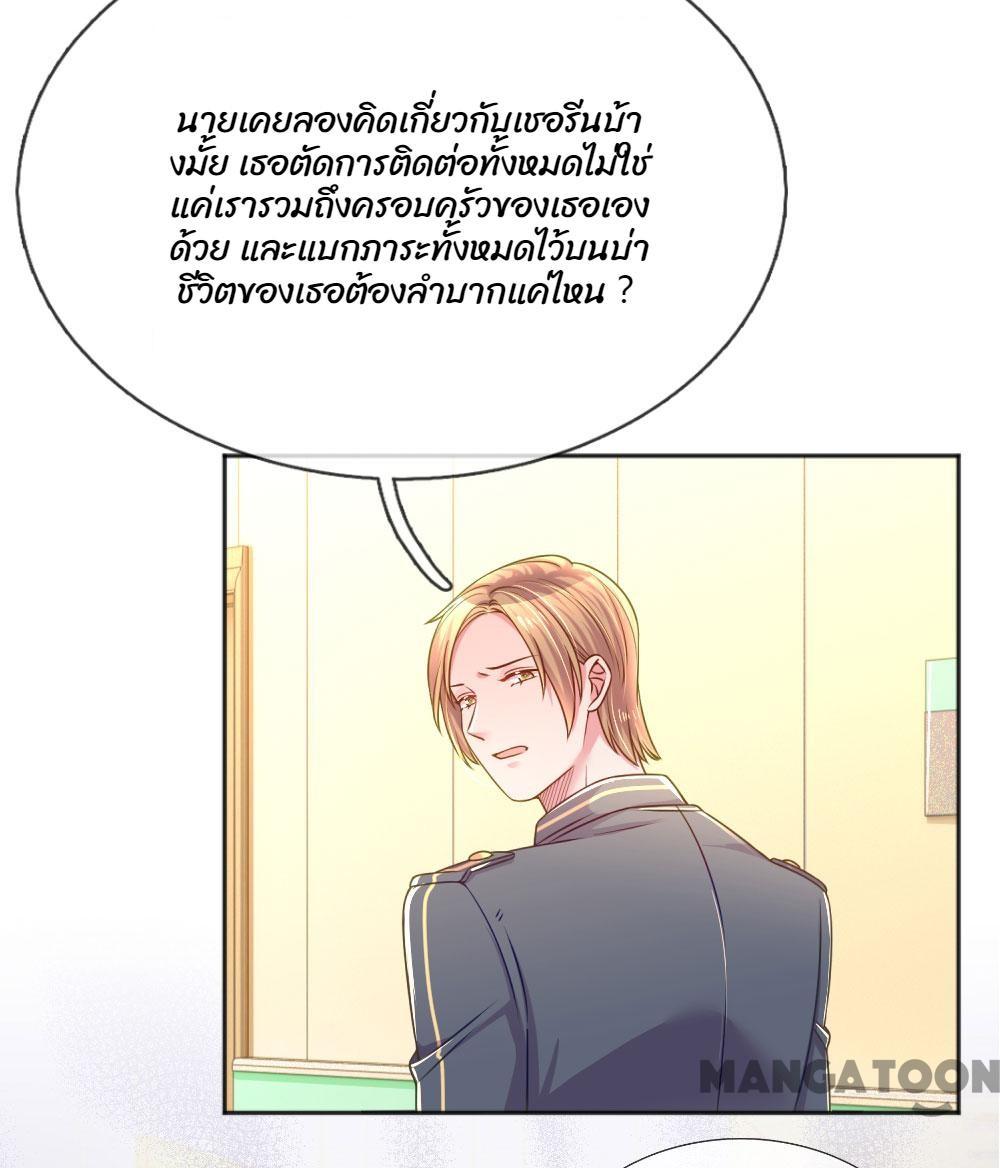 นายเคยลองคิดเกี่ยวกับเชอรีนบ้า
งมั้ย เธอตัดการติดต่อทั้งหมดไม่ใช่
แค่เรารวมถึงครอบครัวของเธอเอง
ด้วย และแบกภาระทั้งหมดไว้บนบ่า
ชีวิตของเธอต้องลำบากแค่ไหน ?
MANGATOON